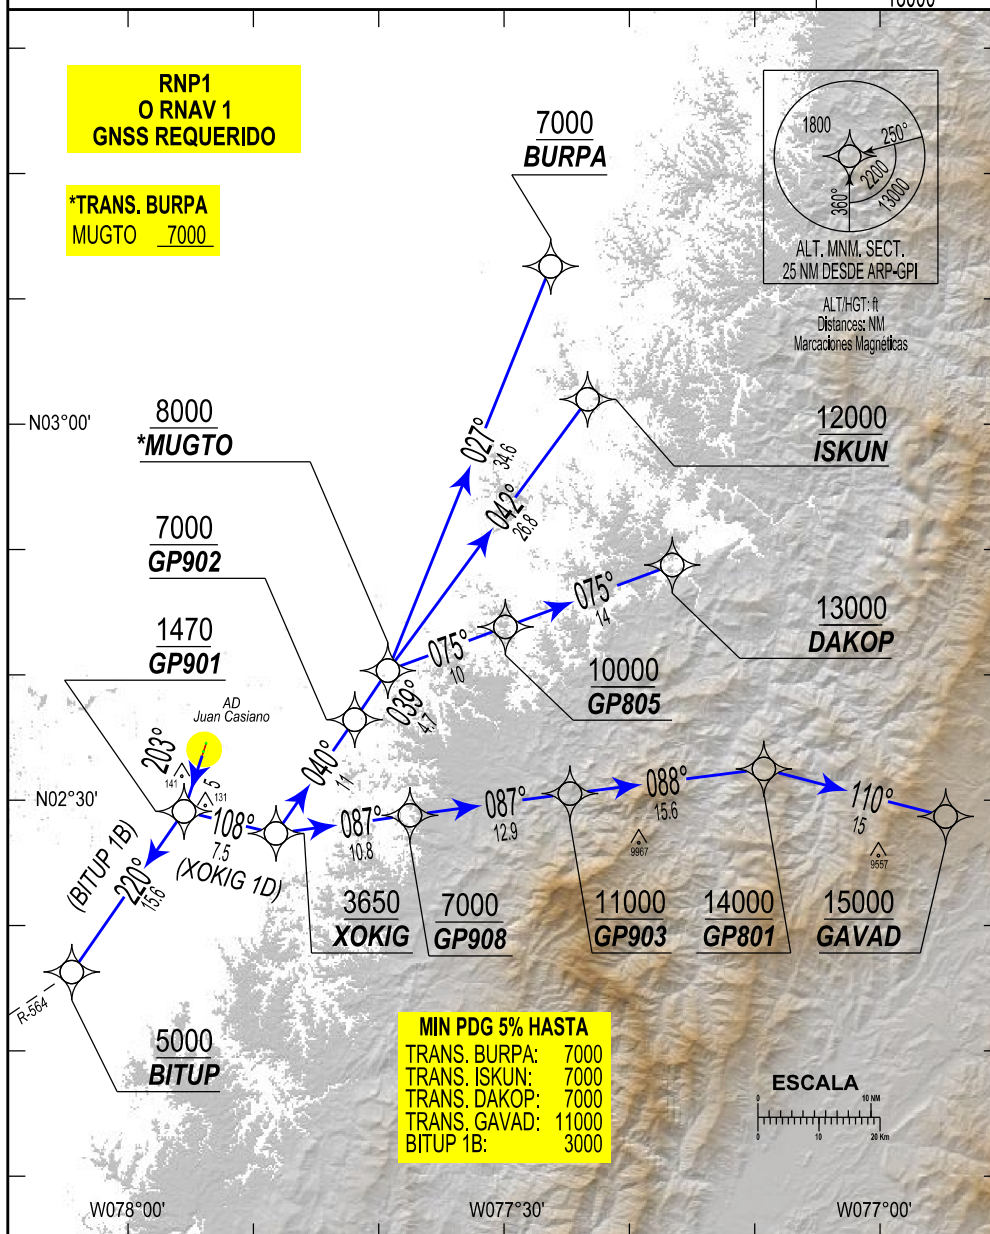 10000
RNP1
O RNAV 1
GNSS REQUERIDO
*TRANS. BURPA
MUGTO 7000
7000
BURPA
1800
250°
2200
13000
360°
ALT. MNM. SECT.
25 NM DESDE ARP-GPI
ALT/HGT: ft
Distances: NM
Marcaciones Magnéticas
N03°00'
8000
*MUGTO
027°
34.6
12000
ISKUN
042°
26.8
7000
GP902
075°
14
13000
DAKOP
1470
GP901
075°
10
10000
GP805
AD
Juan Casiano
039°
4.7
203°
5
141
131
040°
11
N02°30'
108°
7.5
(XOKIG 1D)
087°
10.8
087°
12.9
088°
15.6
110°
15
9967
9557
(BITUP 1B)
220°
15.6
3650
XOKIG
7000
GP908
11000
GP903
14000
GP801
15000
GAVAD
R-564
5000
BITUP
MIN PDG 5% HASTA
TRANS. BURPA: 7000
TRANS. ISKUN: 7000
TRANS. DAKOP: 7000
TRANS. GAVAD: 11000
BITUP 1B: 3000
ESCALA
0 10 NM
0 10 20 Km
W078°00'
W077°30'
W077°00'